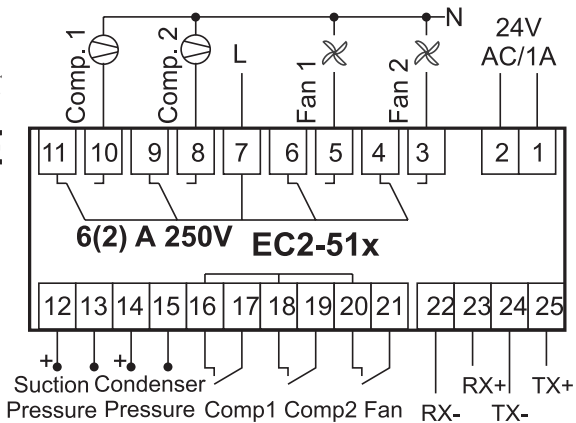 N
24V
AC/1A
Comp. 1
Comp. 2
L
Fan 1
Fan 2
11 10 9 8 7 6 5 4 3 2 1
6(2) A 250V EC2-51x
12 13 14 15 16 17 18 19 20 21 22 23 24 25
+ +
Suction Condenser RX+ TX+
Pressure Pressure Comp1 Comp2 Fan RX- TX-